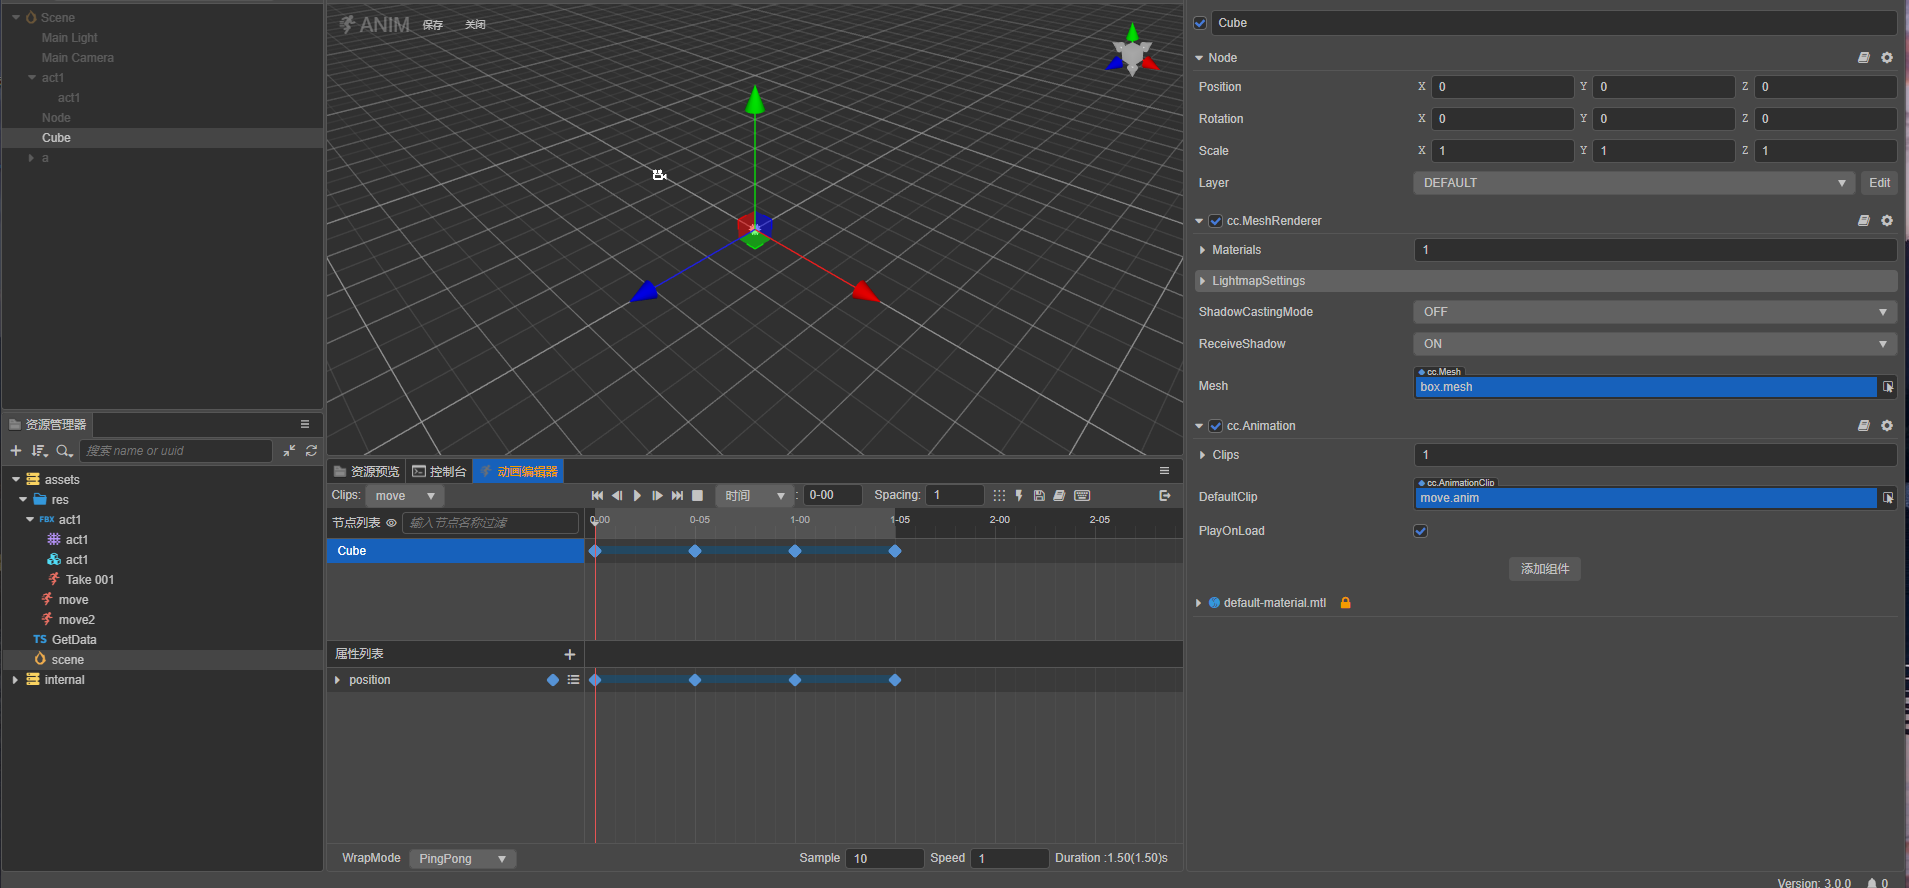 Scene
Main Light
Main Camera
act1
act1
Node
Cube
a
资源管理器
搜索 name or uuid
assets
res
FBX act1
act1
act1
Take 001
move
move2
TS GetData
scene
internal
ANIM 保存 关闭
资源预览 控制台 动画编辑器
Clips: move 时间 : 0-00 Spacing: 1
节点列表 输入节点名称过滤 0-00 0-05 1-00 1-05 2-00 2-05
Cube
属性列表
position
WrapMode PingPong Sample 10 Speed 1 Duration :1.50(1.50)s
Cube
Node
Position X 0 Y 0 Z 0
Rotation X 0 Y 0 Z 0
Scale X 1 Y 1 Z 1
Layer DEFAULT Edit
cc.MeshRenderer
Materials 1
LightmapSettings
ShadowCastingMode OFF
ReceiveShadow ON
cc.Mesh
Mesh box.mesh
cc.Animation
Clips 1
cc.AnimationClip
DefaultClip move.anim
PlayOnLoad
添加组件
default-material.mtl
Version: 3.0.0 0